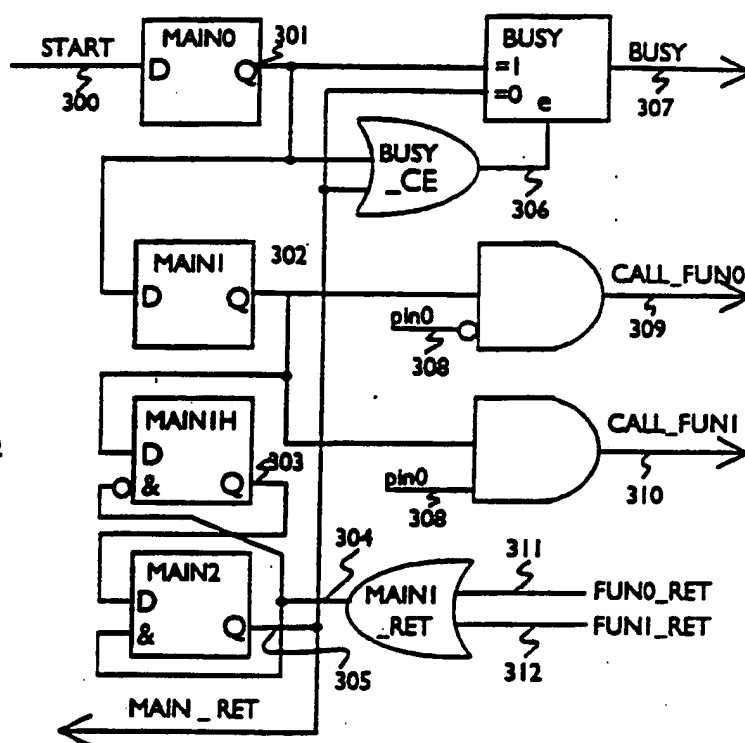 START
300
MAIN0
D
Q
301
BUSY
=1
=0
e
BUSY
307
BUSY
_CE
306
MAIN1
D
Q
302
pin0
308
CALL_FUN0
309
MAIN1H
D
&
Q
303
pin0
308
CALL_FUN1
310
MAIN2
D
&
Q
304
305
MAIN1
_RET
311
FUN0_RET
FUN1_RET
312
MAIN_RET